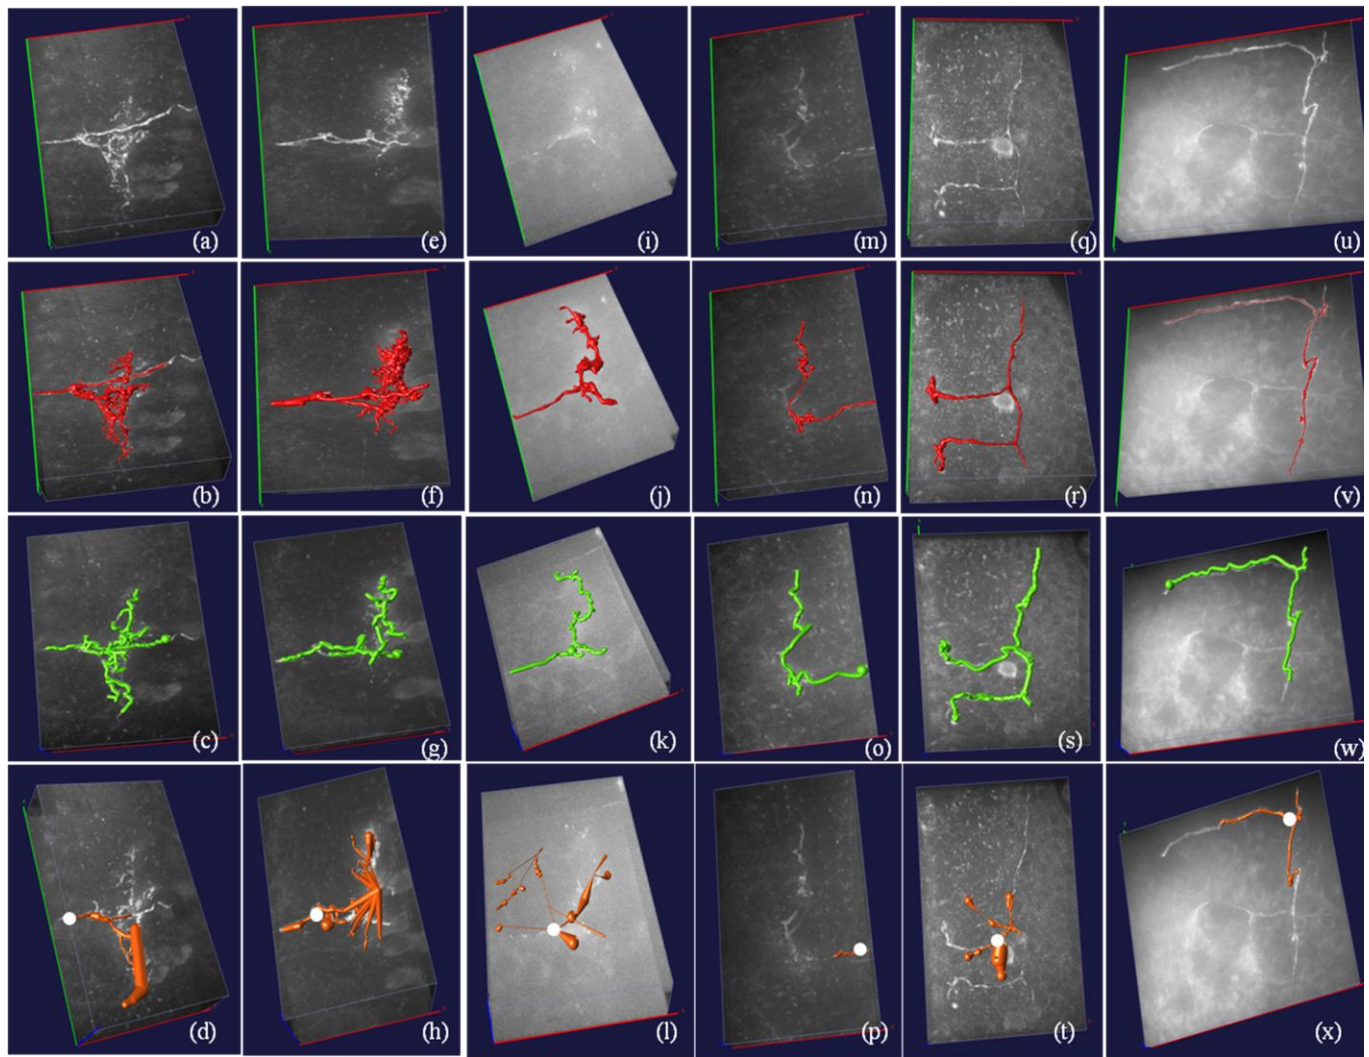 (a) (e) (i) (m) (q) (u)
(b) (f) (j) (n) (r) (v)
(c) (g) (k) (o) (s) (w)
(d) (h) (l) (p) (t) (x)